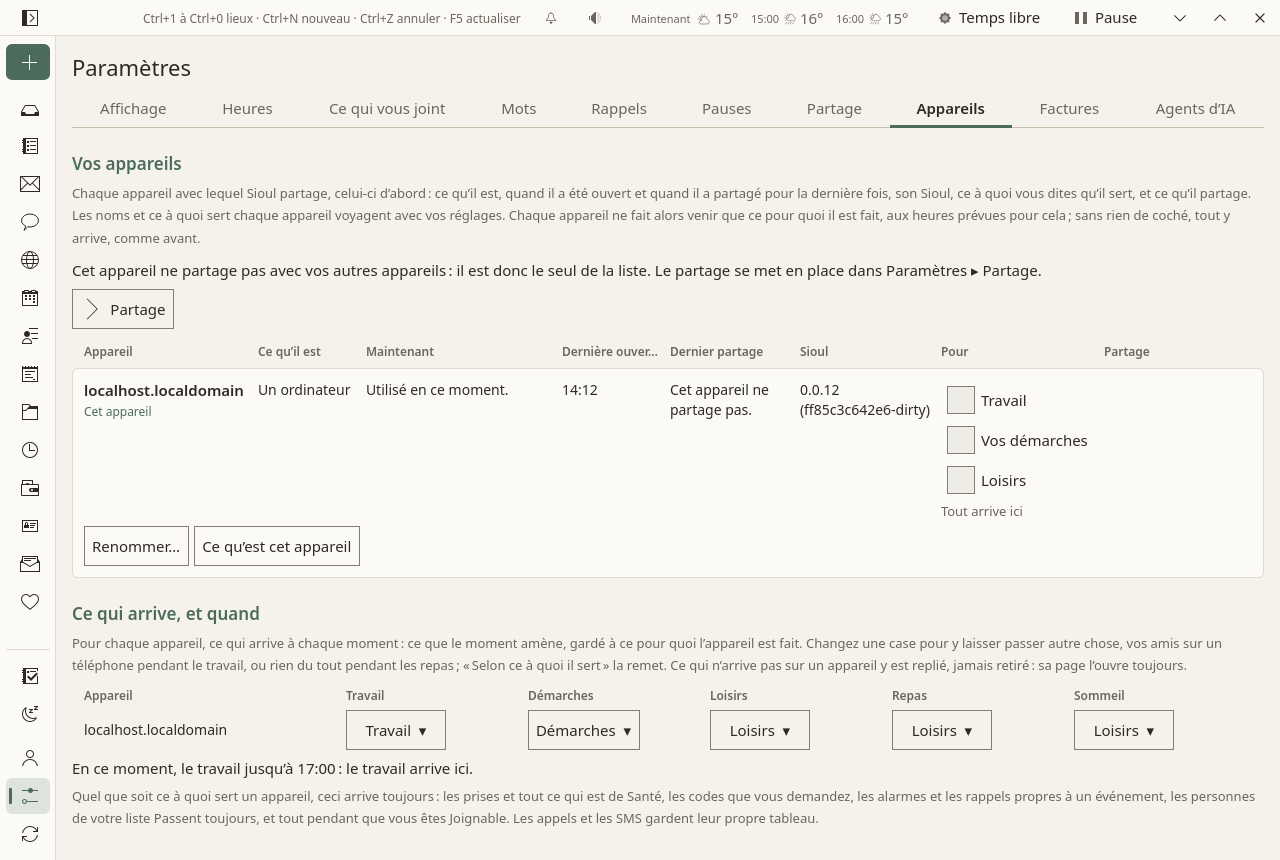 Ctrl+1 à Ctrl+0 lieux · Ctrl+N nouveau · Ctrl+Z annuler · F5 actualiser
Maintenant 15° 15:00 16° 16:00 15°
Temps libre
Pause
Paramètres
Affichage Heures Ce qui vous joint Mots Rappels Pauses Partage Appareils Factures Agents d’IA
Vos appareils
Chaque appareil avec lequel Sioul partage, celui-ci d’abord : ce qu’il est, quand il a été ouvert et quand il a partagé pour la dernière fois, son Sioul, ce à quoi vous dites qu’il sert, et ce qu’il partage.
Les noms et ce à quoi sert chaque appareil voyagent avec vos réglages. Chaque appareil ne fait alors venir que ce pour quoi il est fait, aux heures prévues pour cela ; sans rien de coché, tout y
arrive, comme avant.
Cet appareil ne partage pas avec vos autres appareils : il est donc le seul de la liste. Le partage se met en place dans Paramètres ▸ Partage.
Partage
Appareil Ce qu’il est Maintenant Dernière ouver… Dernier partage Sioul Pour Partage
localhost.localdomain Un ordinateur Utilisé en ce moment. 14:12 Cet appareil ne 0.0.12
Cet appareil partage pas. (ff85c3c642e6-dirty)
Travail
Vos démarches
Loisirs
Tout arrive ici
Renommer… Ce qu’est cet appareil
Ce qui arrive, et quand
Pour chaque appareil, ce qui arrive à chaque moment : ce que le moment amène, gardé à ce pour quoi l’appareil est fait. Changez une case pour y laisser passer autre chose, vos amis sur un
téléphone pendant le travail, ou rien du tout pendant les repas ; « Selon ce à quoi il sert » la remet. Ce qui n’arrive pas sur un appareil y est replié, jamais retiré : sa page l’ouvre toujours.
Appareil Travail Démarches Loisirs Repas Sommeil
localhost.localdomain Travail ▾ Démarches ▾ Loisirs ▾ Loisirs ▾ Loisirs ▾
En ce moment, le travail jusqu’à 17:00 : le travail arrive ici.
Quel que soit ce à quoi sert un appareil, ceci arrive toujours : les prises et tout ce qui est de Santé, les codes que vous demandez, les alarmes et les rappels propres à un événement, les personnes
de votre liste Passent toujours, et tout pendant que vous êtes Joignable. Les appels et les SMS gardent leur propre tableau.